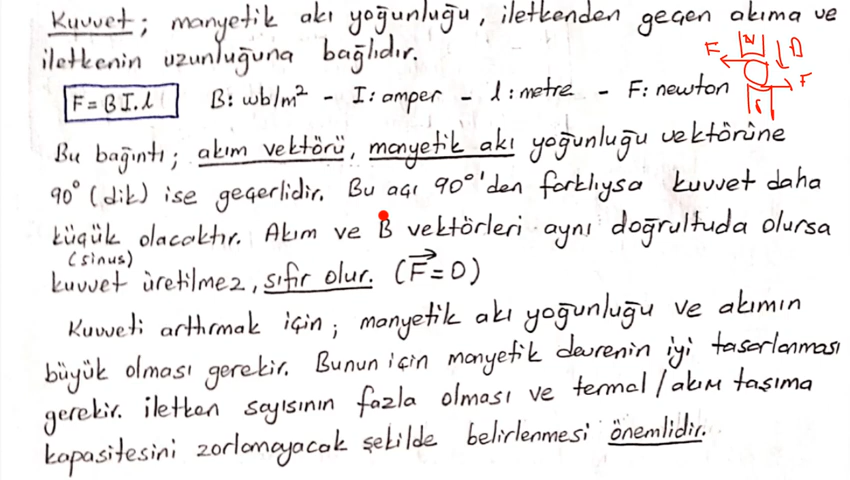 Kuvvet; manyetik akı yoğunluğu, iletkenden geçen akıma ve
iletkenin uzunluğuna bağlıdır.
F = B I . l B: wb/m² - I: amper - l: metre - F: newton
F N B F S
Bu bağıntı; akım vektörü, manyetik akı yoğunluğu vektörüne
90° (dik) ise geçerlidir. Bu açı 90°'den farklıysa kuvvet daha
küçük olacaktır. Akım ve B vektörleri aynı doğrultuda olursa
(sinus)
kuvvet üretilmez, sıfır olur. (F⃗ = 0)
Kuvveti arttırmak için; manyetik akı yoğunluğu ve akımın
büyük olması gerekir. Bunun için manyetik devrenin iyi tasarlanması
gerekir. iletken sayısının fazla olması ve termal/akım taşıma
kapasitesini zorlamayacak şekilde belirlenmesi önemlidir.